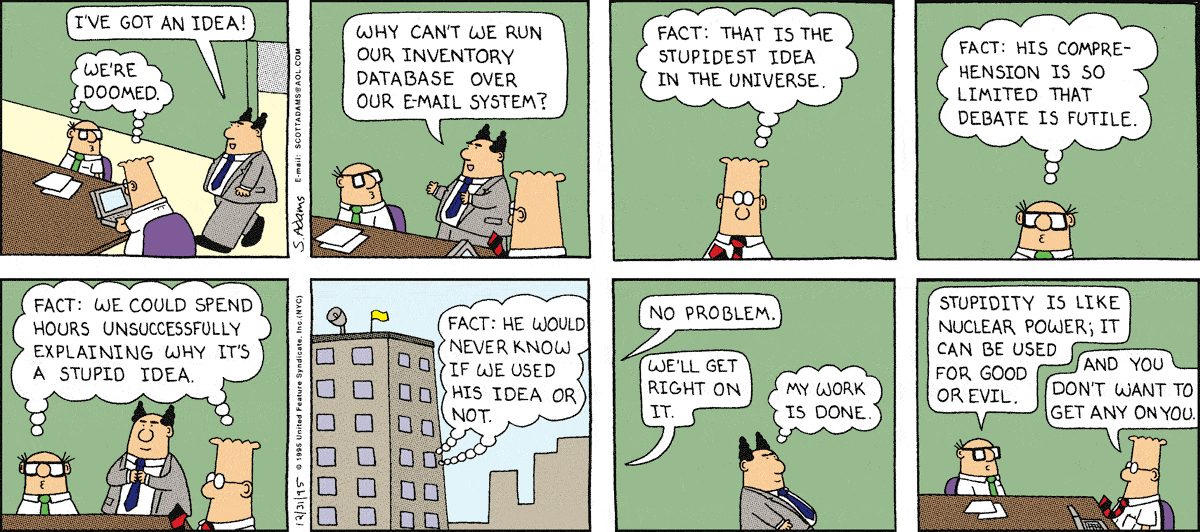 I'VE GOT AN IDEA!
WE'RE
DOOMED.
S. Adams E-mail: SCOTTADAMS@AOL.COM
WHY CAN'T WE RUN
OUR INVENTORY
DATABASE OVER
OUR E-MAIL SYSTEM?
FACT: THAT IS THE
STUPIDEST IDEA
IN THE UNIVERSE.
FACT: HIS COMPRE-
HENSION IS SO
LIMITED THAT
DEBATE IS FUTILE.
FACT: WE COULD SPEND
HOURS UNSUCCESSFULLY
EXPLAINING WHY IT'S
A STUPID IDEA.
12/31/95 © 1995 United Feature Syndicate, Inc.(NYC)
FACT: HE WOULD
NEVER KNOW
IF WE USED
HIS IDEA OR
NOT.
NO PROBLEM.
WE'LL GET
RIGHT ON
IT.
MY WORK
IS DONE.
STUPIDITY IS LIKE
NUCLEAR POWER; IT
CAN BE USED
FOR GOOD
OR EVIL.
AND YOU
DON'T WANT TO
GET ANY ON YOU.